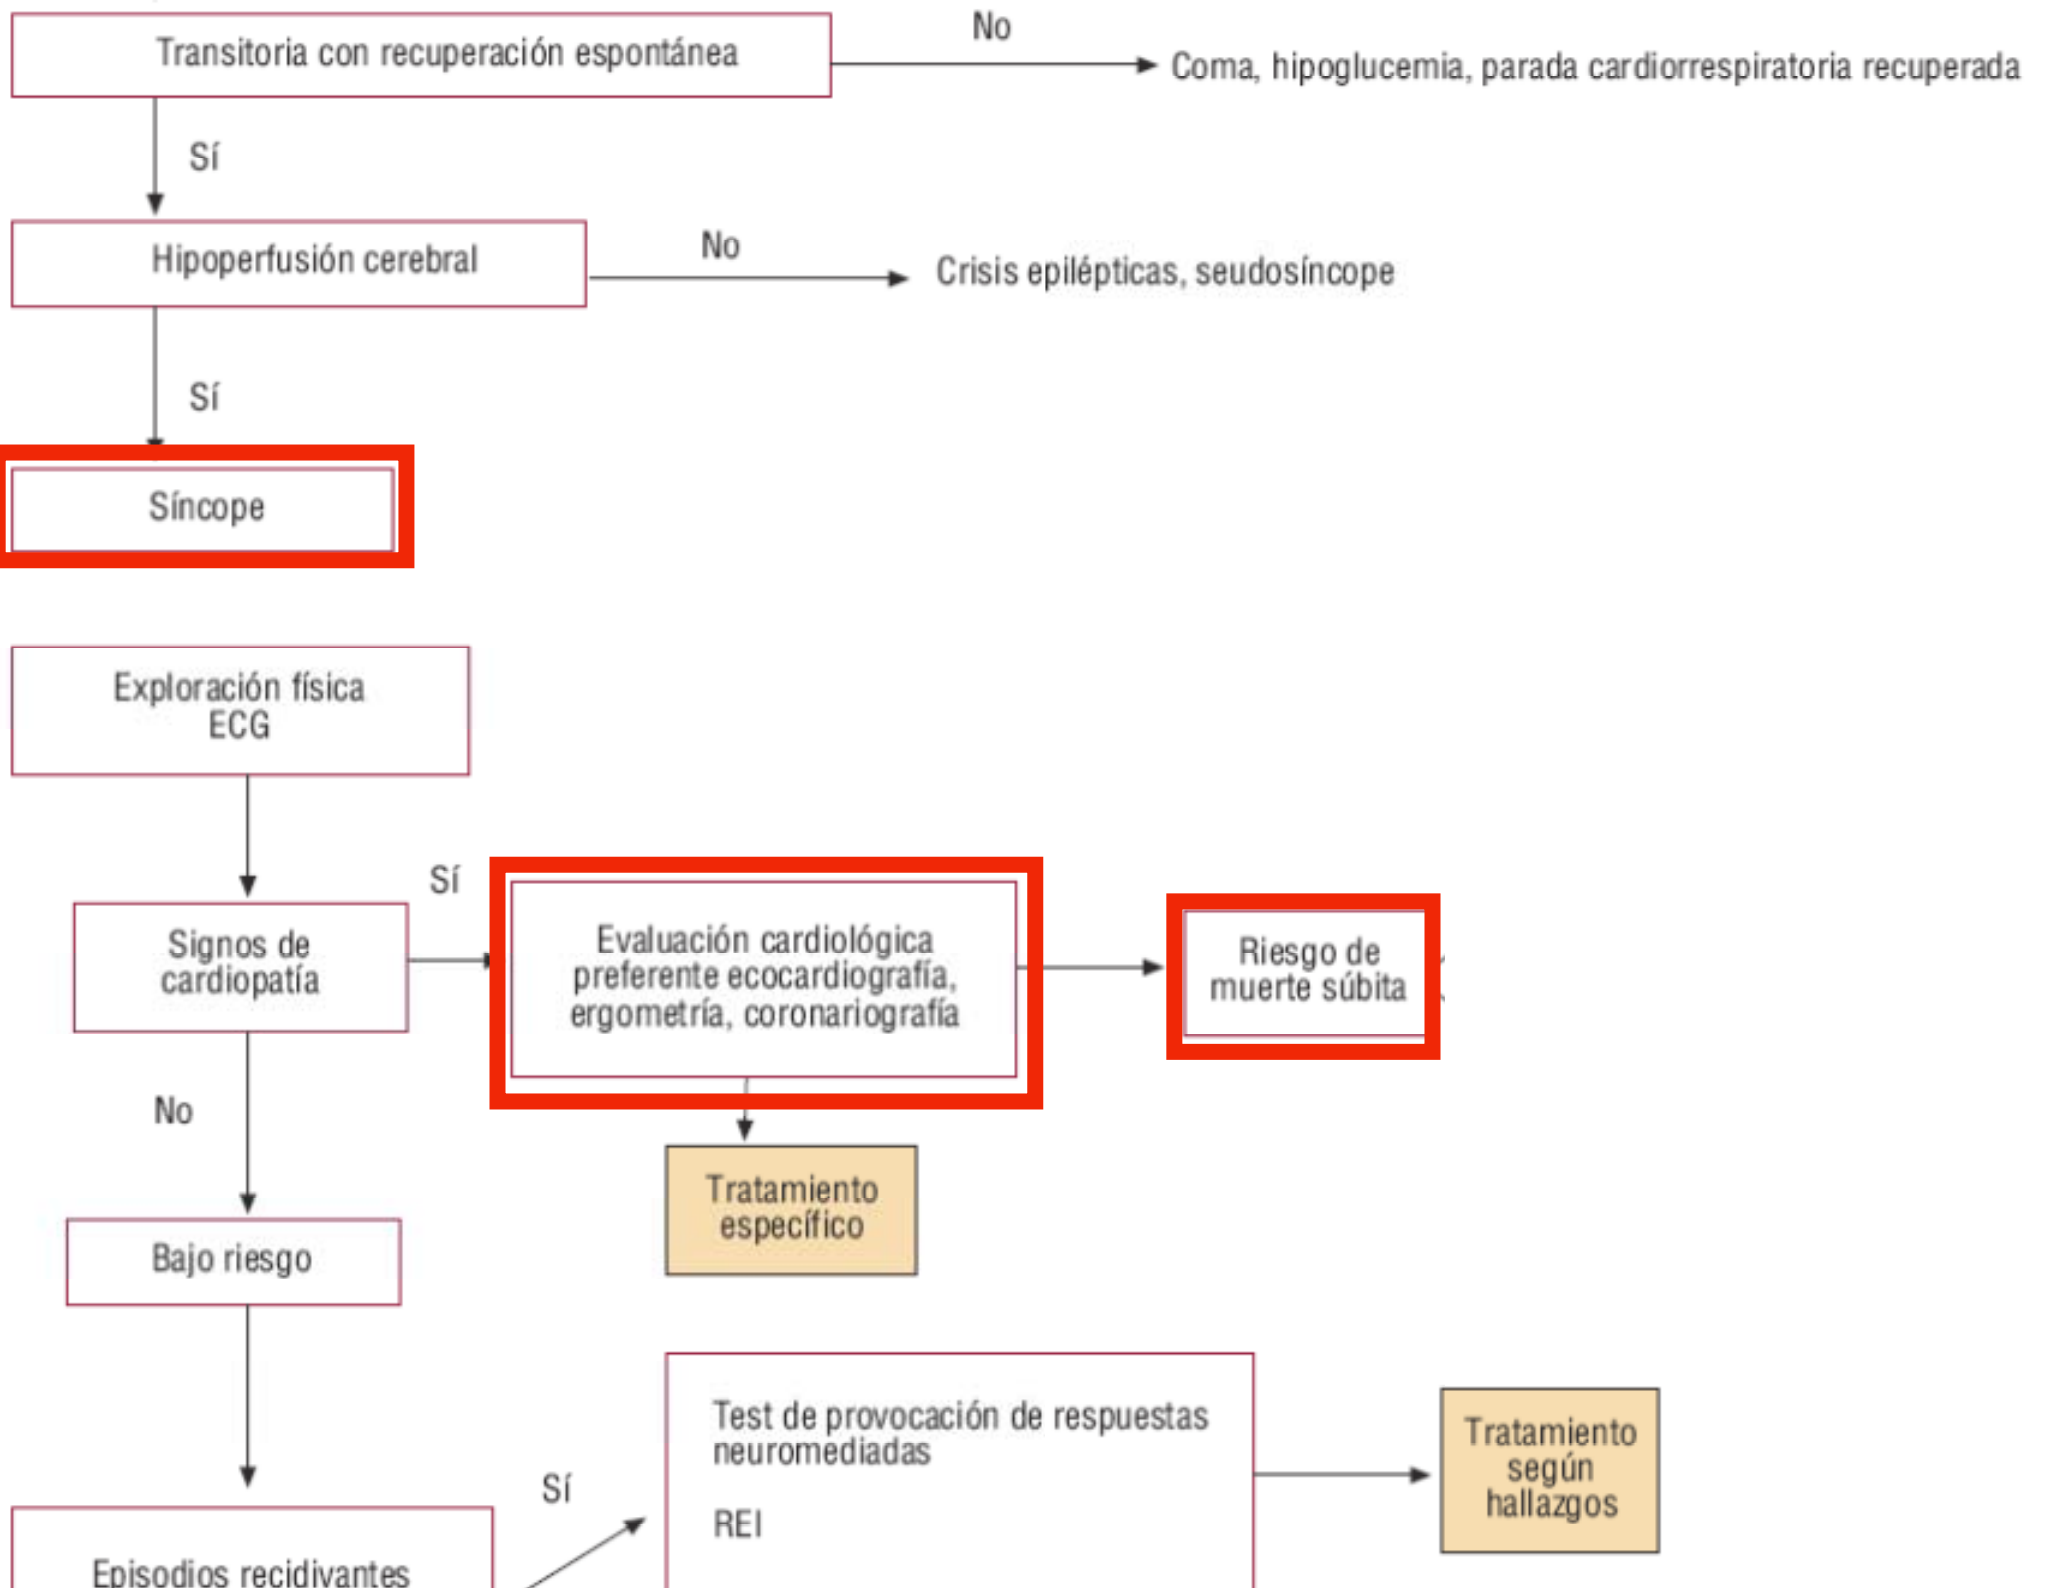 No
Transitoria con recuperación espontánea
Coma, hipoglucemia, parada cardiorrespiratoria recuperada
Sí
Hipoperfusión cerebral
No
Crisis epilépticas, seudosíncope
Sí
Síncope
Exploración física
ECG
Sí
Signos de
cardiopatía
Evaluación cardiológica
preferente ecocardiografía,
ergometría, coronariografía
Riesgo de
muerte súbita
No
Tratamiento
específico
Bajo riesgo
Test de provocación de respuestas
neuromediadas
REI
Tratamiento
según
hallazgos
Sí
Episodios recidivantes